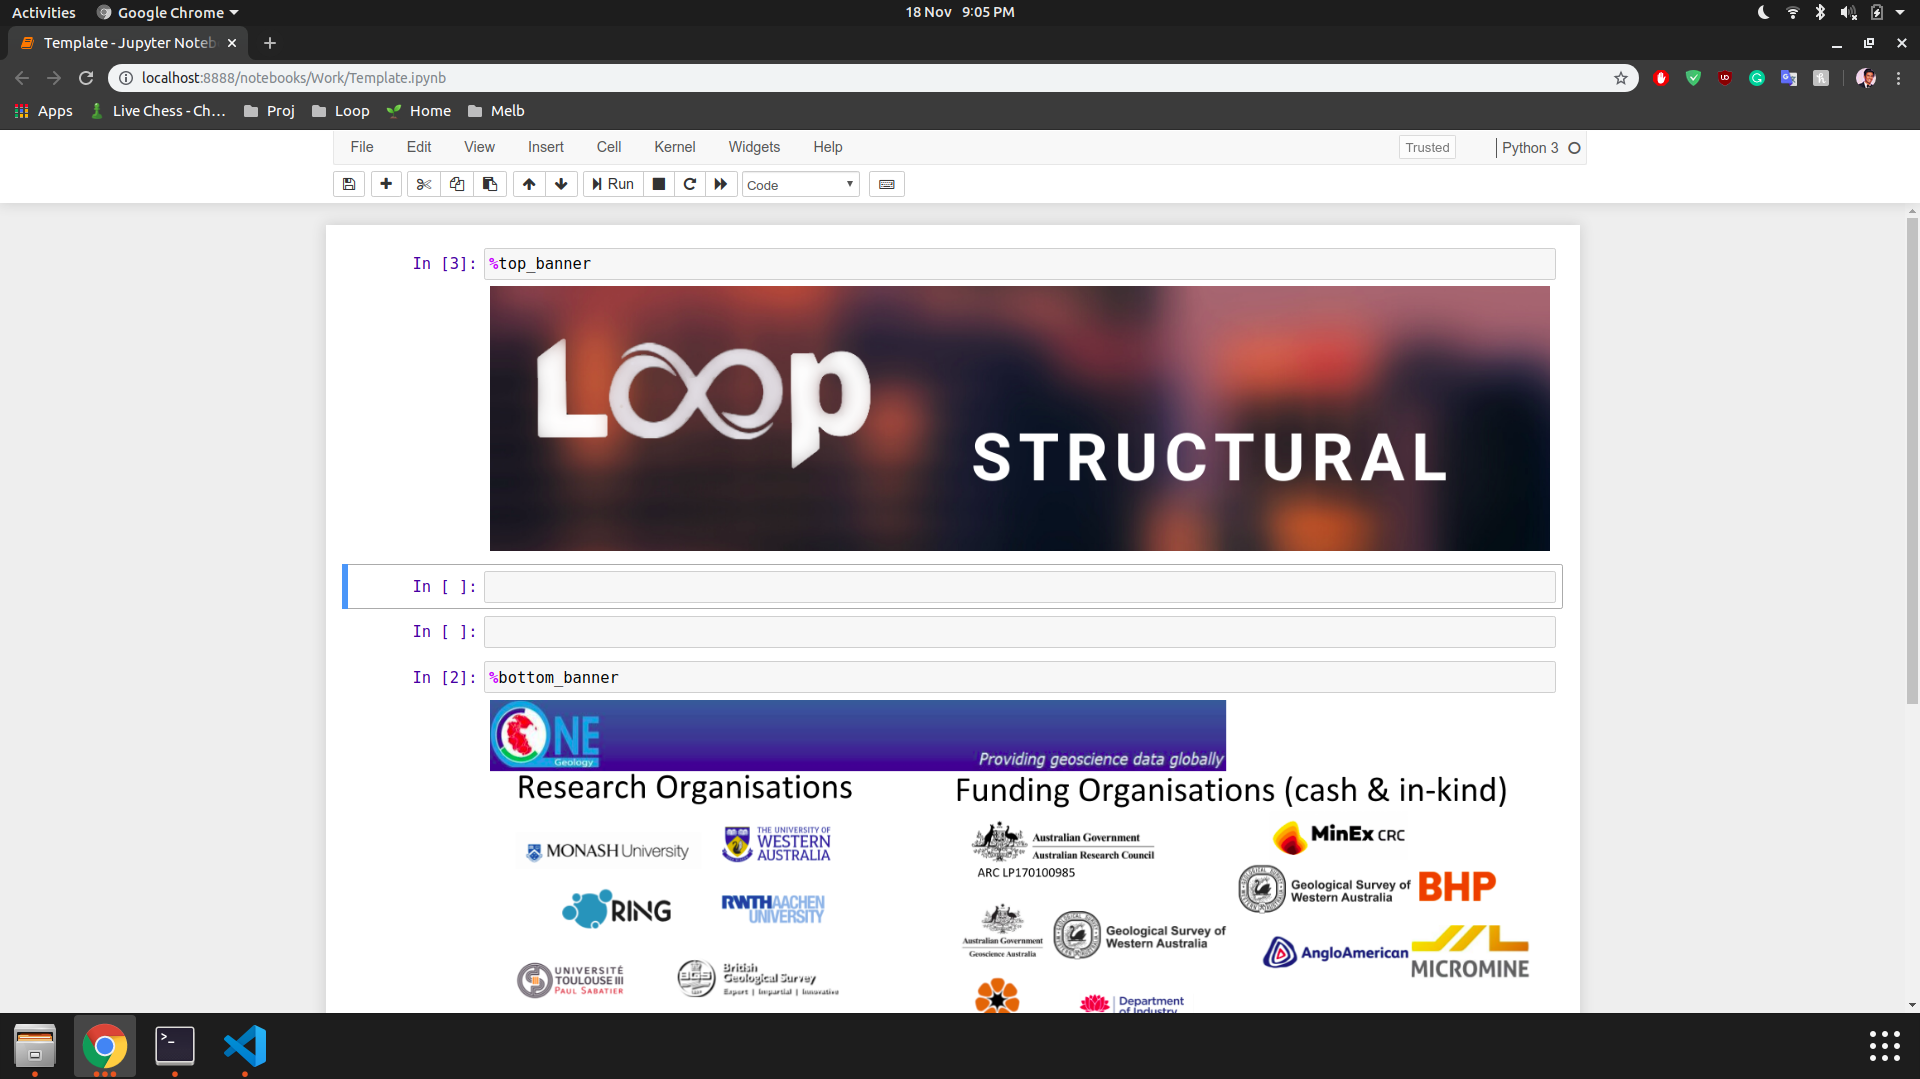 Activities
Google Chrome
18 Nov 9:05 PM
Template - Jupyter Noteb
localhost:8888/notebooks/Work/Template.ipynb
Apps
Live Chess - Ch...
Proj
Loop
Home
Melb
File
Edit
View
Insert
Cell
Kernel
Widgets
Help
Trusted
Python 3
Run
Code
In [3]:
%top_banner
Loop
STRUCTURAL
In [ ]:
In [ ]:
In [2]:
%bottom_banner
ONE
Geology
Providing geoscience data globally
Research Organisations
Funding Organisations (cash & in-kind)
MONASH University
THE UNIVERSITY OF
WESTERN
AUSTRALIA
RING
RWTHAACHEN
UNIVERSITY
UNIVERSITÉ
TOULOUSE III
PAUL SABATIER
BGS
British
Geological Survey
Expert | Impartial | Innovative
Australian Government
Australian Research Council
ARC LP170100985
MinEx CRC
Geological Survey of
Western Australia
BHP
Australian Government
Geoscience Australia
Geological Survey of
Western Australia
AngloAmerican
MICROMINE
Department
of Industry